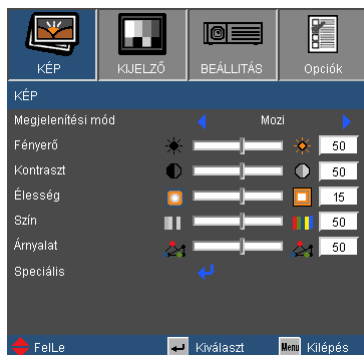 KÉP KIJELZŐ BEÁLLITÁS Opciók
KÉP
Megjelenítési mód Mozi
Fényerő 50
Kontraszt 50
Élesség 15
Szín 50
Árnyalat 50
Speciális
FelLe Kiválaszt Menu Kilépés